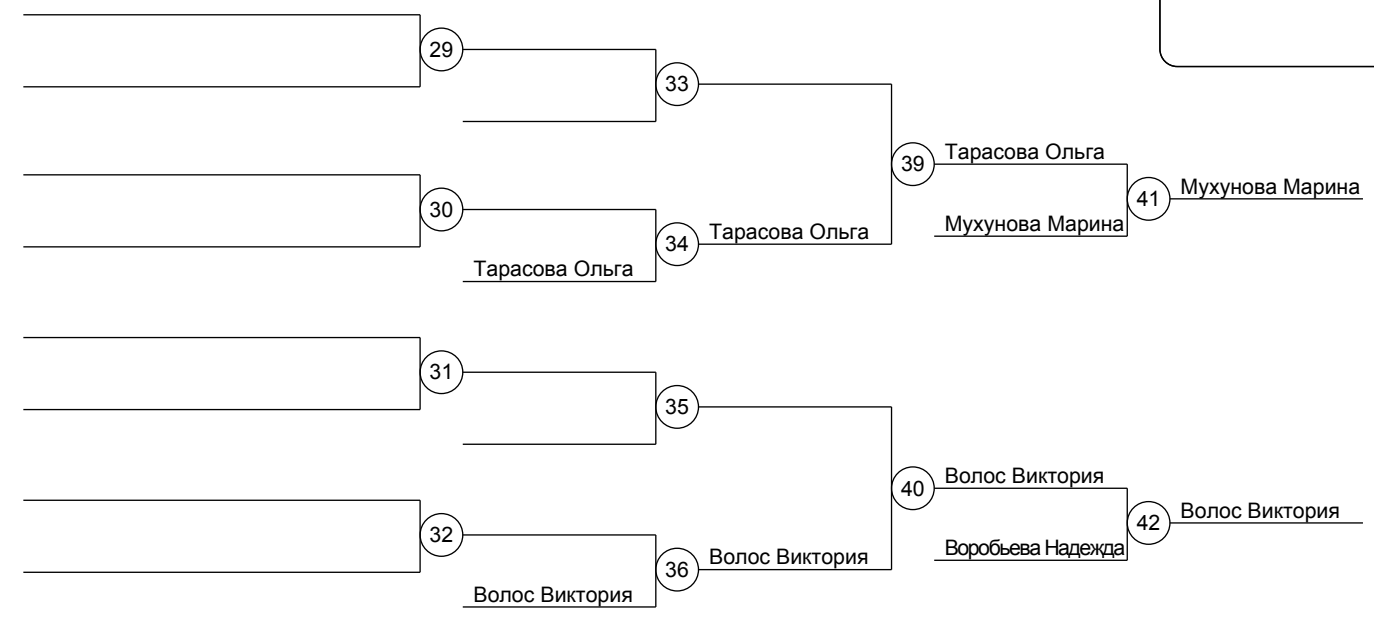 29
33
Тарасова Ольга
39
Мухунова Марина
41
30
Мухунова Марина
Тарасова Ольга
34
Тарасова Ольга
31
35
Волос Виктория
40
Волос Виктория
42
32
Воробьева Надежда
Волос Виктория
36
Волос Виктория